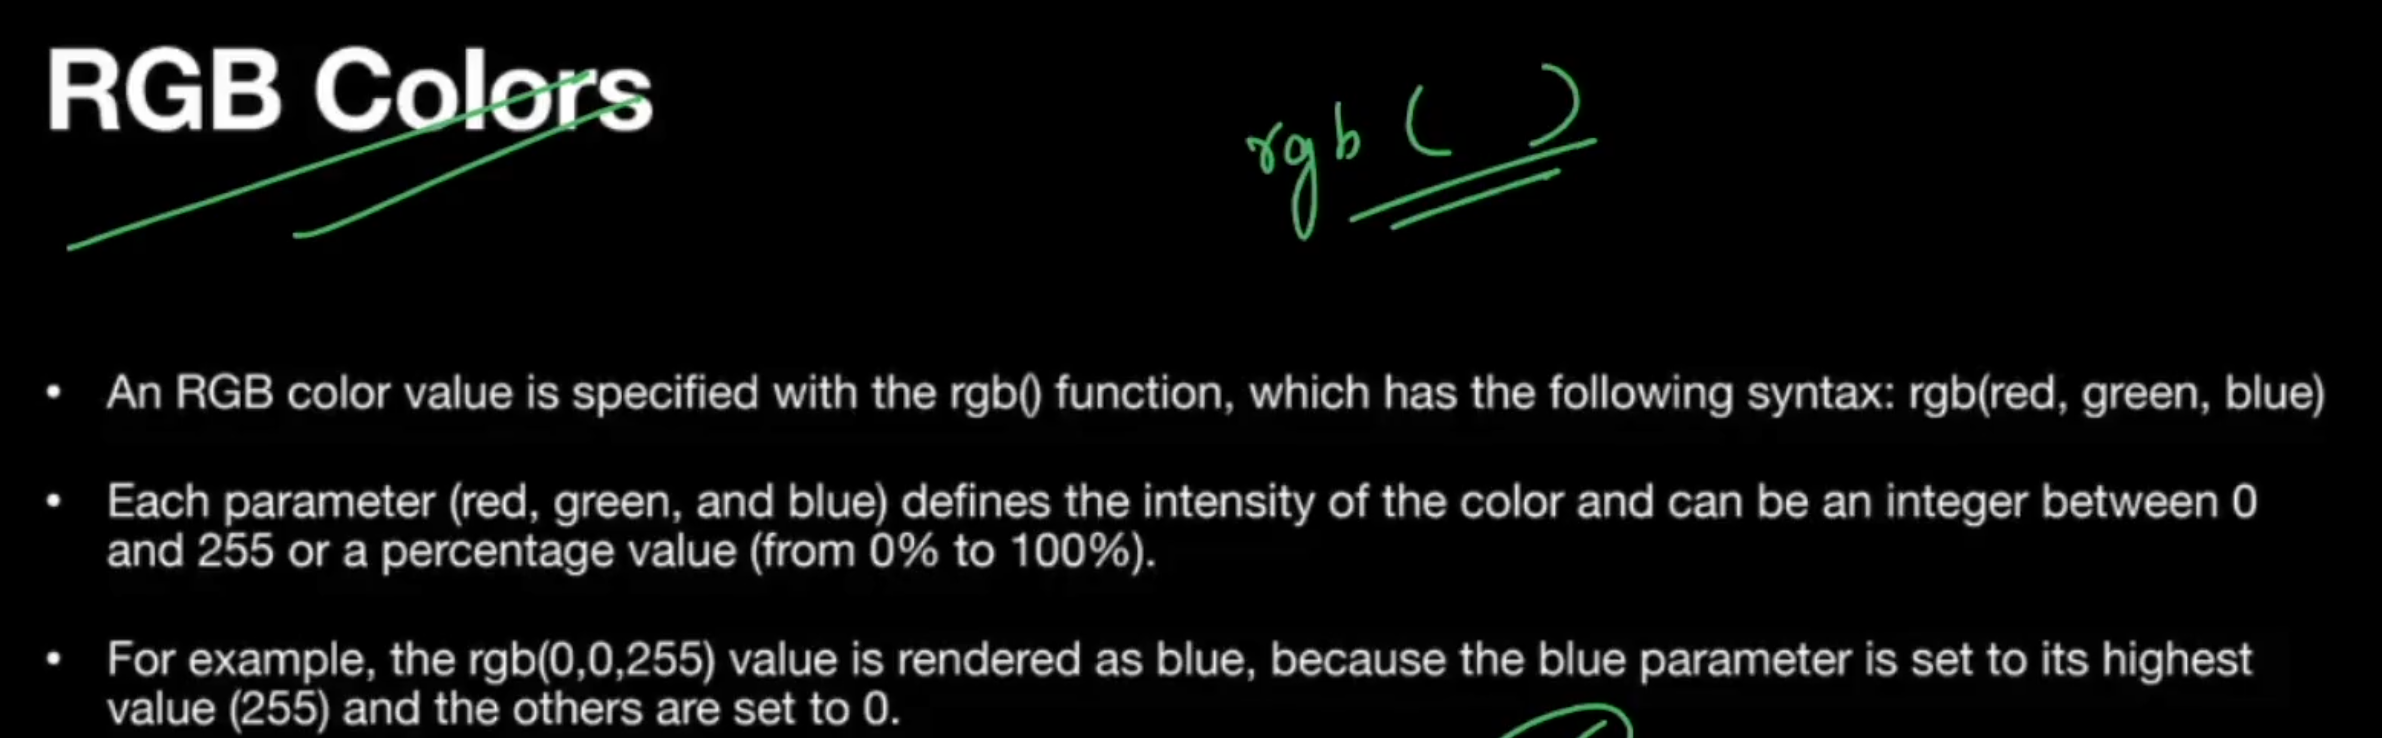 RGB Colors
rgb ( )
• An RGB color value is specified with the rgb() function, which has the following syntax: rgb(red, green, blue)
• Each parameter (red, green, and blue) defines the intensity of the color and can be an integer between 0
and 255 or a percentage value (from 0% to 100%).
• For example, the rgb(0,0,255) value is rendered as blue, because the blue parameter is set to its highest
value (255) and the others are set to 0.